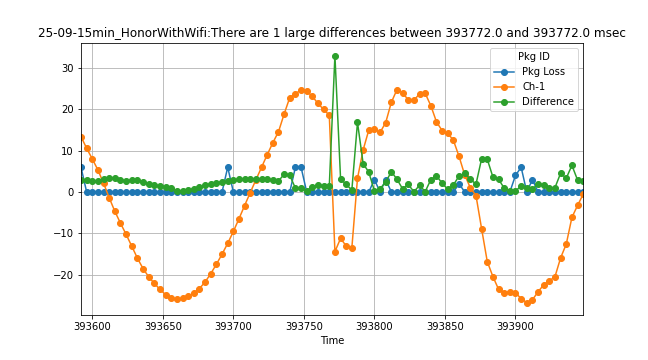 25-09-15min_HonorWithWifi:There are 1 large differences between 393772.0 and 393772.0 msec
Pkg ID
Pkg Loss
Ch-1
Difference
30
20
10
0
−10
−20
393600 393650 393700 393750 393800 393850 393900
Time